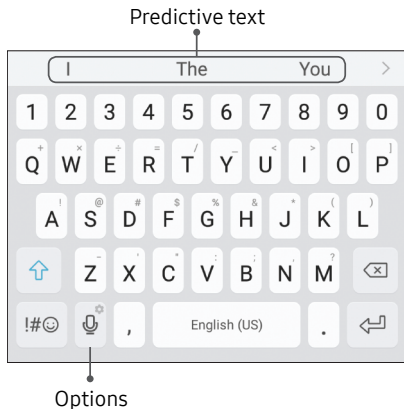 Predictive text
I The You >
1 2 3 4 5 6 7 8 9 0
+ × ÷ = / _ < > [ ]
Q W E R T Y U I O P
! @ # $ % & * ( )
A S D F G H J K L
- ' " : ; , ?
Z X C V B N M
!#☺ , English (US) .
Options